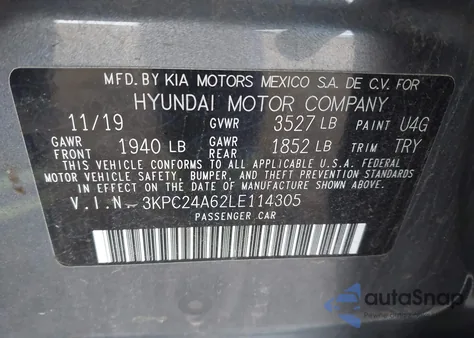 MFD. BY KIA MOTORS MEXICO S.A. DE C.V. FOR
HYUNDAI MOTOR COMPANY
11/19 GVWR 3527 LB PAINT U4G
GAWR FRONT 1940 LB GAWR REAR 1852 LB TRIM TRY
THIS VEHICLE CONFORMS TO ALL APPLICABLE U.S.A. FEDERAL
MOTOR VEHICLE SAFETY, BUMPER, AND THEFT PREVENTION STANDARDS
IN EFFECT ON THE DATE OF MANUFACTURE SHOWN ABOVE.
V.I.N.- 3KPC24A62LE114305
PASSENGER CAR
autoSnap